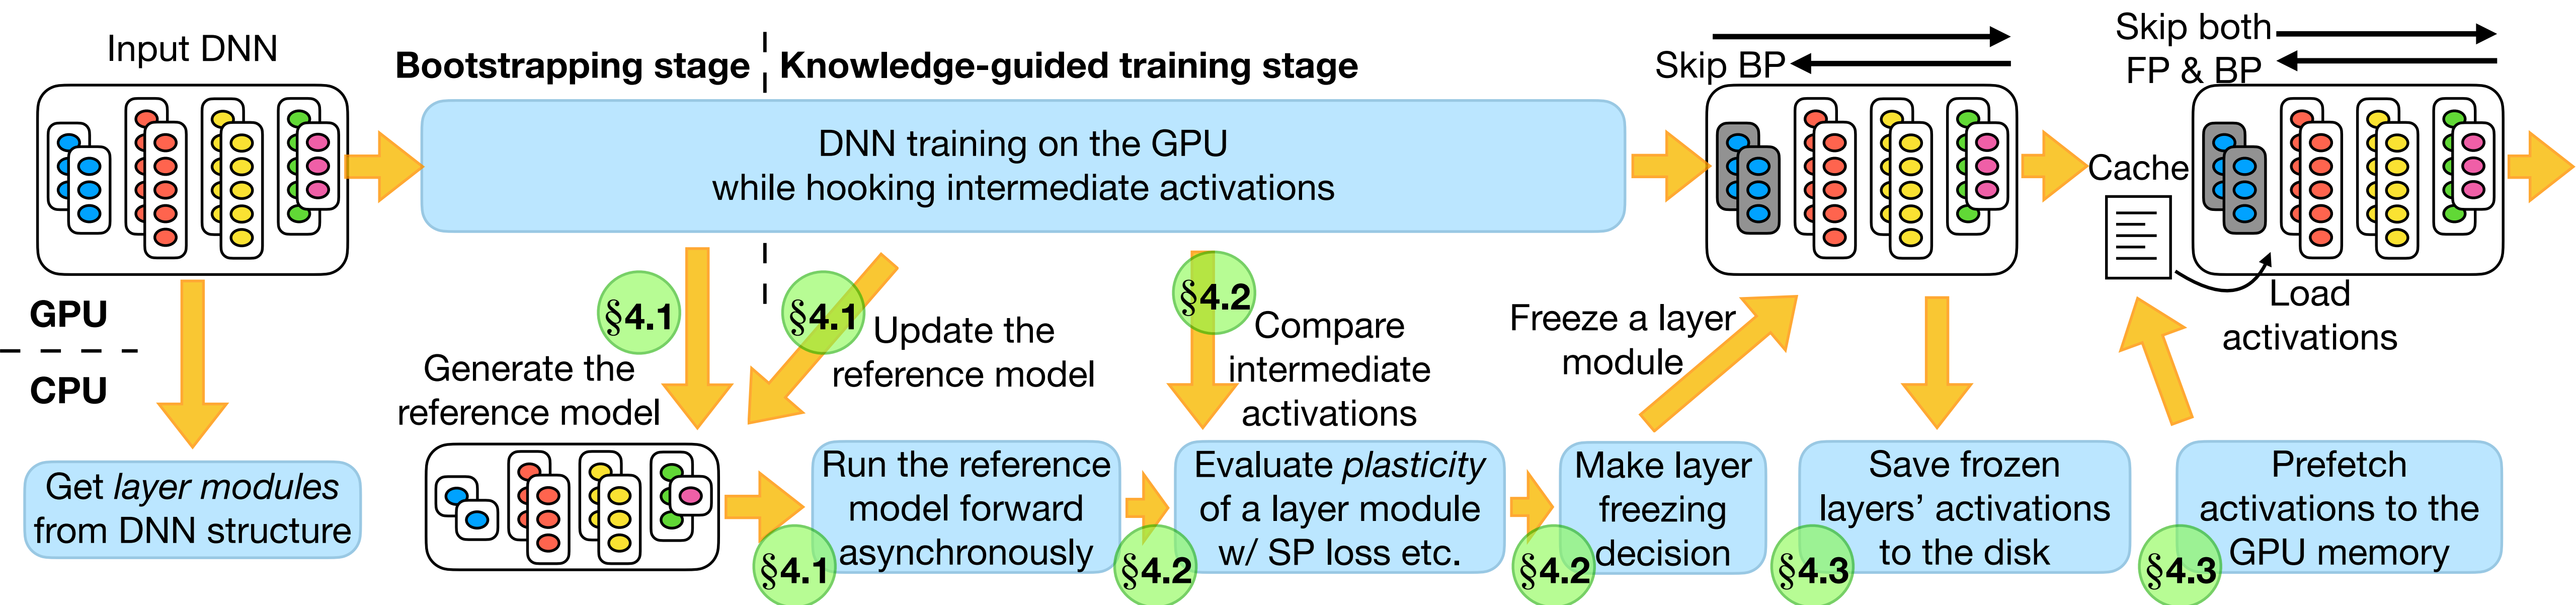 Input DNN
Bootstrapping stage
Knowledge-guided training stage
DNN training on the GPU
while hooking intermediate activations
Skip BP
Skip both
FP & BP
Cache
Load
activations
GPU
CPU
§4.1
§4.1
§4.2
Generate the
reference model
Update the
reference model
Compare
intermediate
activations
Freeze a layer
module
Get layer modules
from DNN structure
Run the reference
model forward
asynchronously
§4.1
Evaluate plasticity
of a layer module
w/ SP loss etc.
§4.2
Make layer
freezing
decision
§4.2
Save frozen
layers’ activations
to the disk
§4.3
Prefetch
activations to the
GPU memory
§4.3